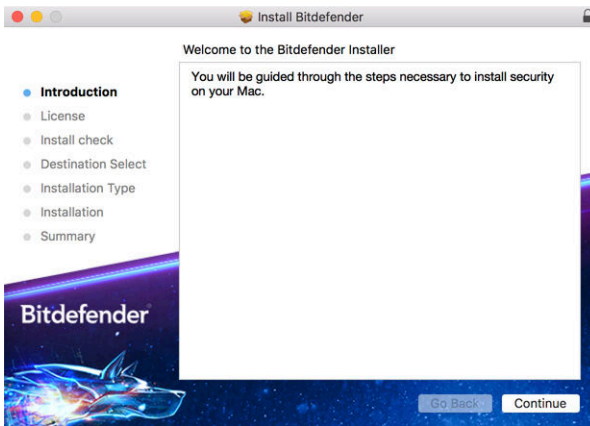 Install Bitdefender
Welcome to the Bitdefender Installer
You will be guided through the steps necessary to install security
on your Mac.
Introduction
License
Install check
Destination Select
Installation Type
Installation
Summary
Bitdefender
Go Back
Continue